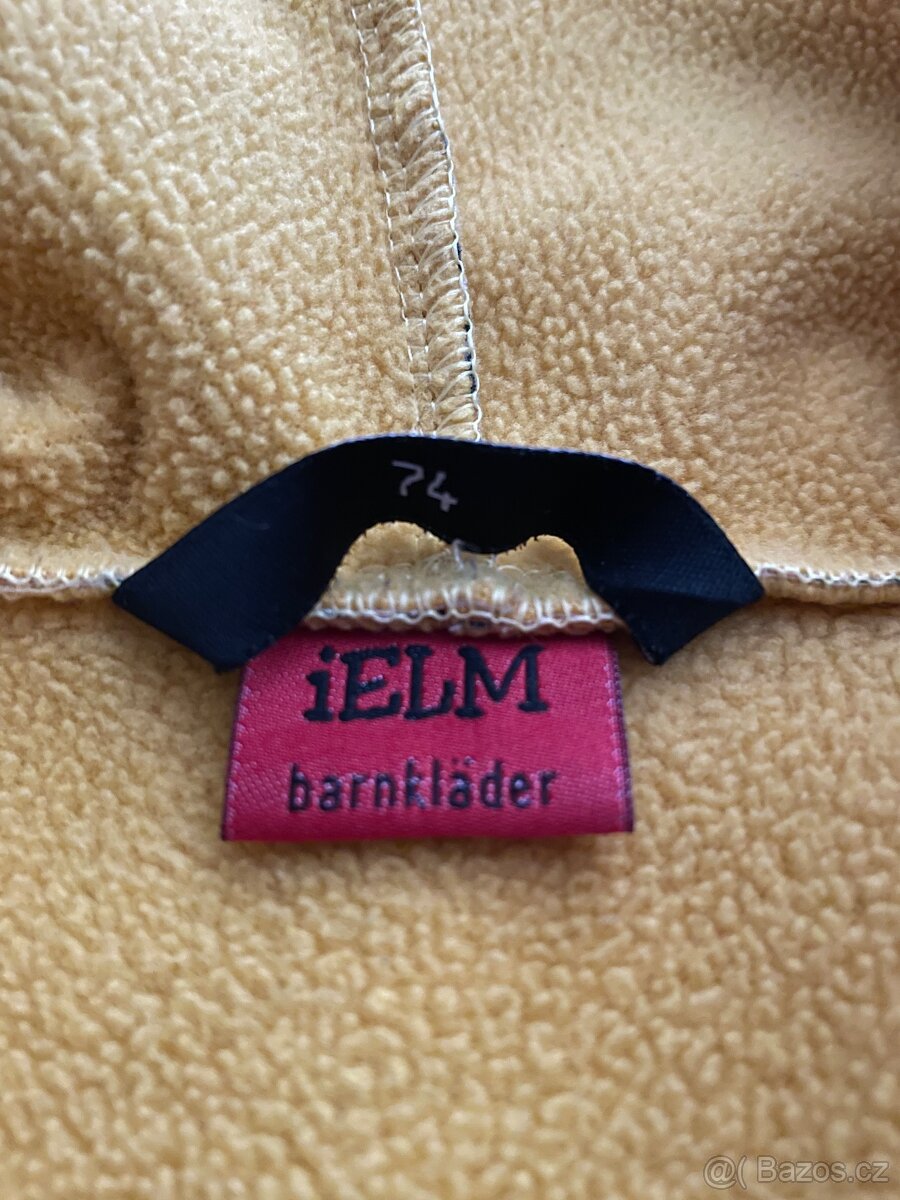 74
iELM
barnkläder
@( Bazos.cz